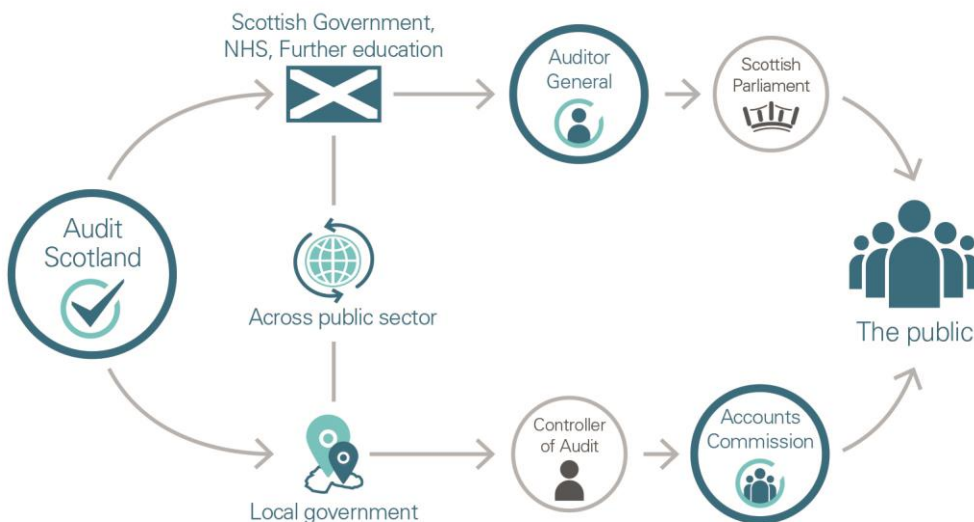 Scottish Government,
NHS, Further education
Auditor
General
Scottish
Parliament
Audit
Scotland
Across public sector
The public
Controller
of Audit
Accounts
Commission
Local government